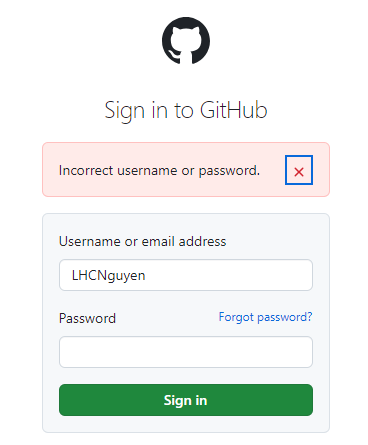 Sign in to GitHub
Incorrect username or password.
Username or email address
LHCNguyen
Password Forgot password?
Sign in